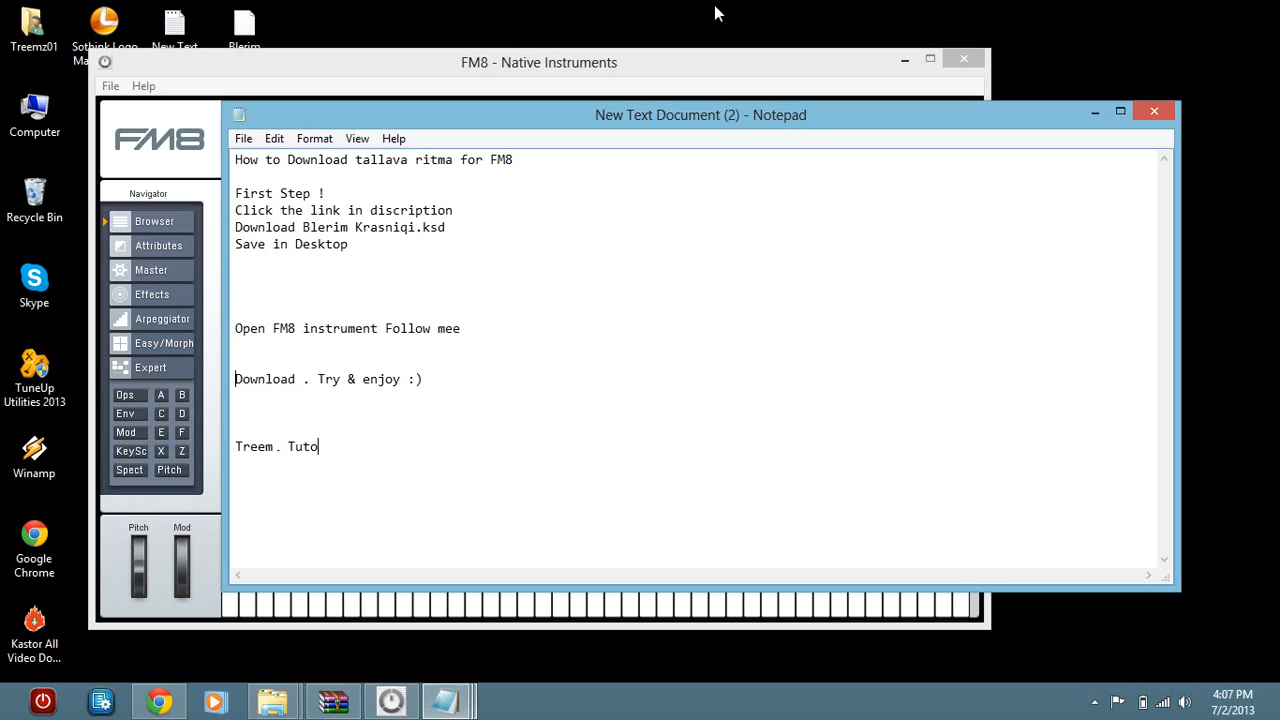 Treemz01
Sothink Logo
Ma
New Text
Blerim
Computer
Recycle Bin
Skype
TuneUp
Utilities 2013
Winamp
Google
Chrome
Kastor All
Video Do...
FM8 - Native Instruments
File Help
FM8
Navigator
Browser
Attributes
Master
Effects
Arpeggiator
Easy/Morph
Expert
Ops A B
Env C D
Mod E F
KeySc X Z
Spect Pitch
Pitch Mod
New Text Document (2) - Notepad
File Edit Format View Help
How to Download tallava ritma for FM8
First Step !
Click the link in discription
Download Blerim Krasniqi.ksd
Save in Desktop
Open FM8 instrument Follow mee
Download . Try & enjoy :)
Treem. Tuto
4:07 PM
7/2/2013